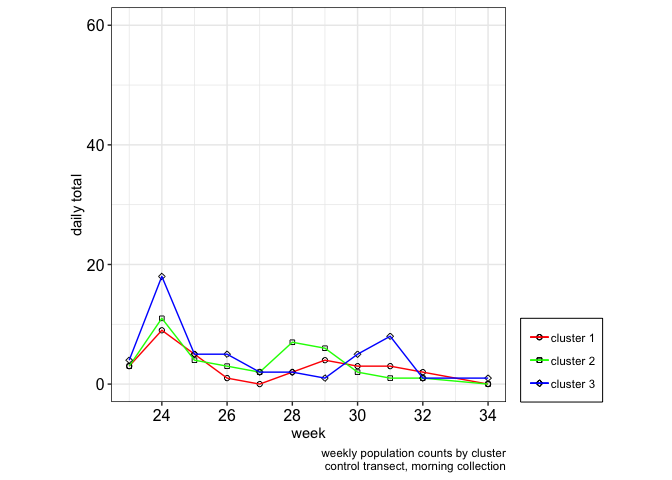 60
40
20
0
daily total
24 26 28 30 32 34
week
cluster 1
cluster 2
cluster 3
weekly population counts by cluster
control transect, morning collection